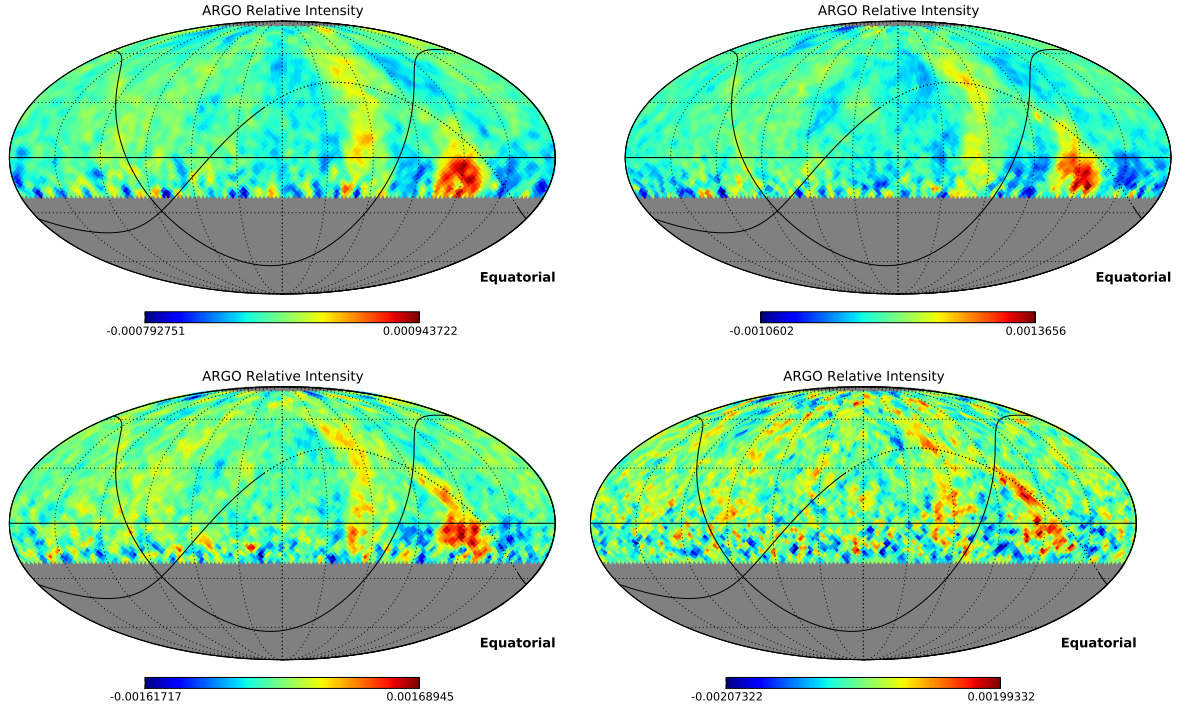 ARGO Relative Intensity
Equatorial
-0.000792751 0.000943722
ARGO Relative Intensity
Equatorial
-0.0010602 0.0013656
ARGO Relative Intensity
Equatorial
-0.00161717 0.00168945
ARGO Relative Intensity
Equatorial
-0.00207322 0.00199332